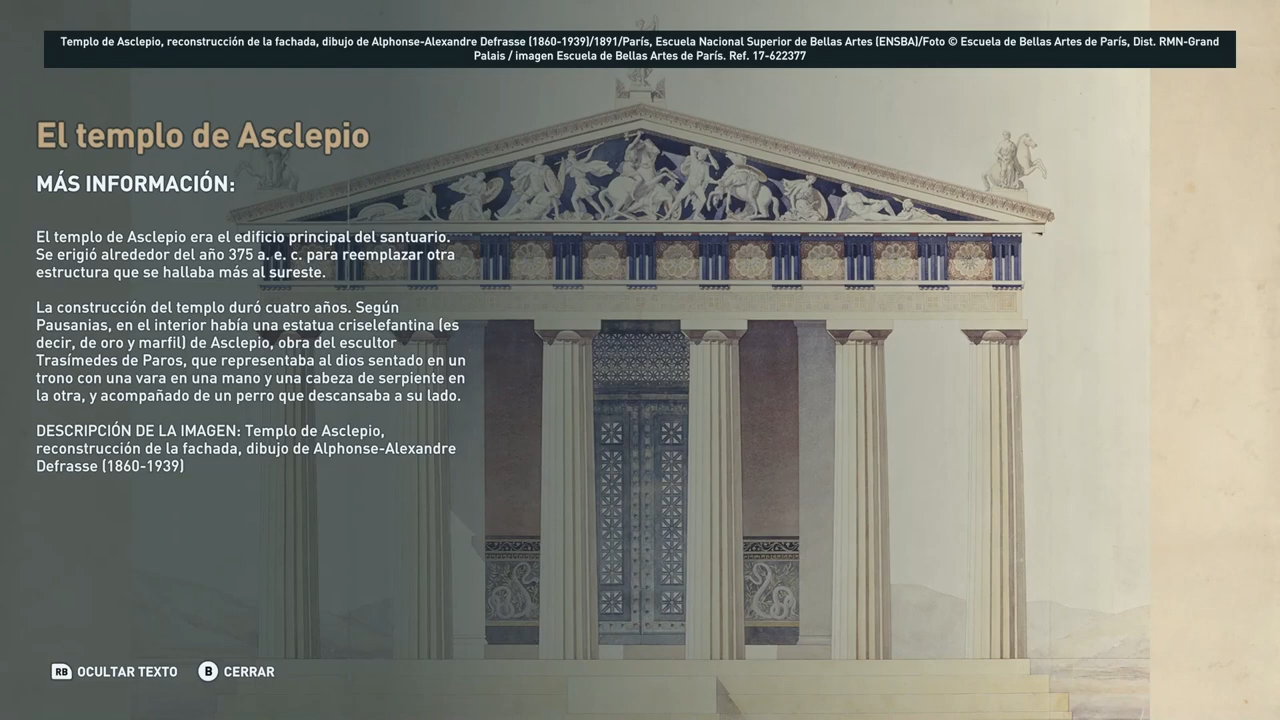 Templo de Asclepio, reconstrucción de la fachada, dibujo de Alphonse-Alexandre Defrasse (1860-1939)/1891/París, Escuela Nacional Superior de Bellas Artes (ENSBA)/Foto © Escuela de Bellas Artes de París, Dist. RMN-Grand
Palais / imagen Escuela de Bellas Artes de París. Ref. 17-622377
El templo de Asclepio
MÁS INFORMACIÓN:
El templo de Asclepio era el edificio principal del santuario.
Se erigió alrededor del año 375 a. e. c. para reemplazar otra
estructura que se hallaba más al sureste.
La construcción del templo duró cuatro años. Según
Pausanias, en el interior había una estatua criselefantina (es
decir, de oro y marfil) de Asclepio, obra del escultor
Trasímedes de Paros, que representaba al dios sentado en un
trono con una vara en una mano y una cabeza de serpiente en
la otra, y acompañado de un perro que descansaba a su lado.
DESCRIPCIÓN DE LA IMAGEN: Templo de Asclepio,
reconstrucción de la fachada, dibujo de Alphonse-Alexandre
Defrasse (1860-1939)
RB OCULTAR TEXTO B CERRAR